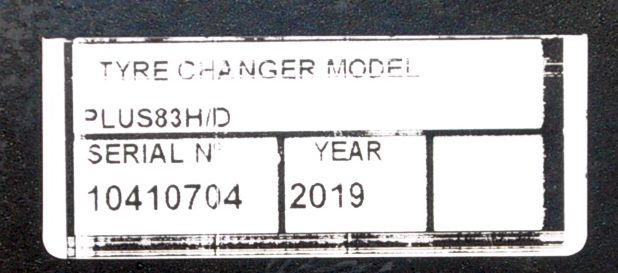 TYRE CHANGER MODEL
PLUS83H/D
SERIAL N° YEAR
10410704 2019